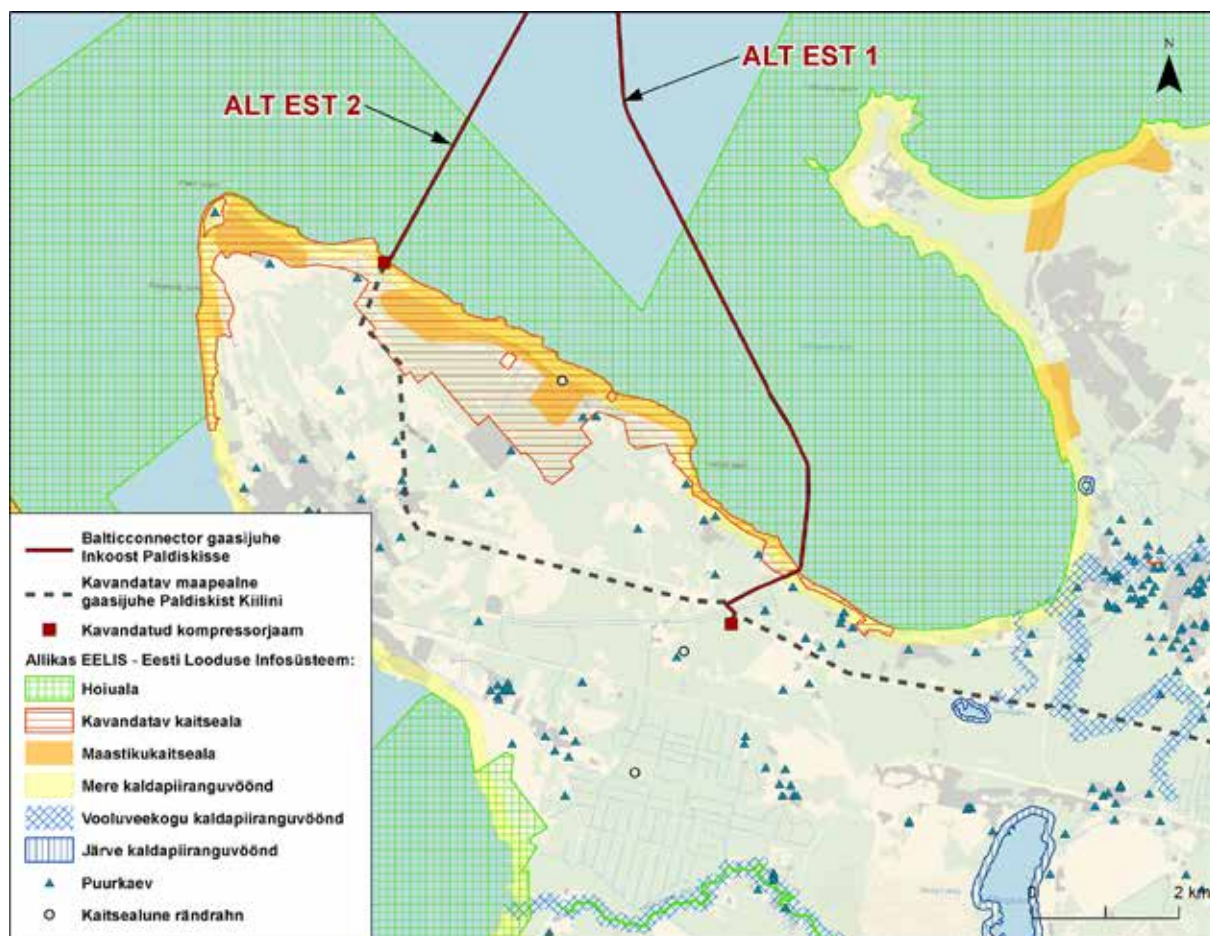 N
ALT EST 1
ALT EST 2
Balticconnector gaasijuhe
Inkoost Paldiskisse
Kavandatav maapealne
gaasijuhe Paldiskist Kiilini
Kavandatud kompressorjaam
Allikas EELIS - Eesti Looduse Infosüsteem:
Hoiuala
Kavandatav kaitseala
Maastikukaitseala
Mere kaldapiiranguvöönd
Vooluveekogu kaldapiiranguvöönd
Järve kaldapiiranguvöönd
Puurkaev
Kaitsealune rändrahn
0
2 km